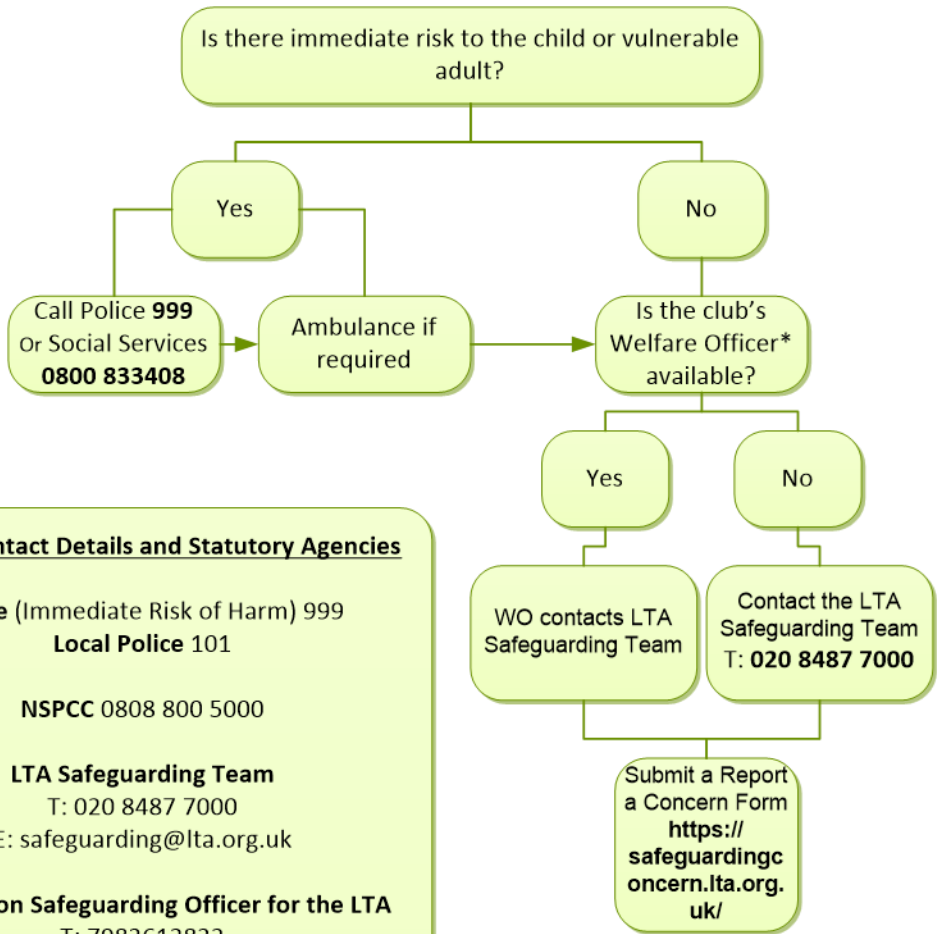 Is there immediate risk to the child or vulnerable
adult?
Yes
No
Call Police 999
Or Social Services
0800 833408
Ambulance if
required
Is the club's
Welfare Officer*
available?
Yes
No
WO contacts LTA
Safeguarding Team
Contact the LTA
Safeguarding Team
T: 020 8487 7000
Submit a Report
a Concern Form
https://
safeguardingc
oncern.lta.org.
uk/
Details and Statutory Agencies
(Immediate Risk of Harm) 999
Local Police 101
NSPCC 0808 800 5000
LTA Safeguarding Team
T: 020 8487 7000
E: safeguarding@lta.org.uk
Safeguarding Officer for the LTA